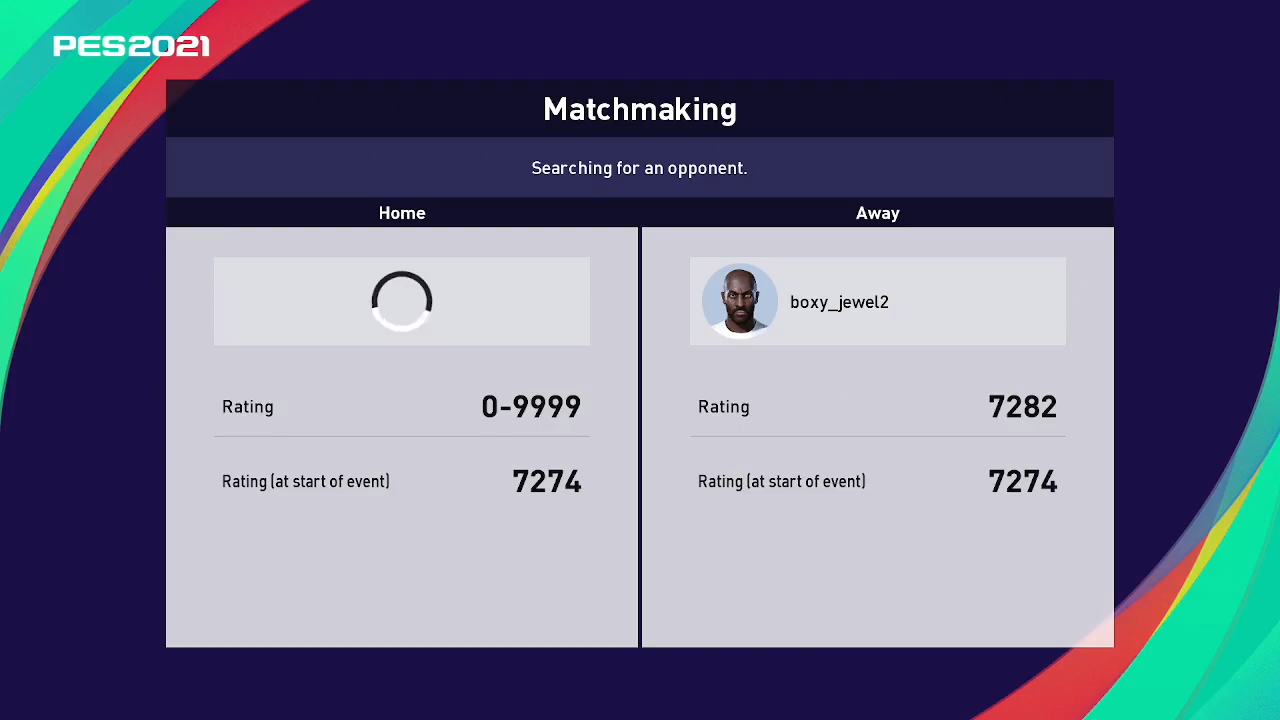 PES2021
Matchmaking
Searching for an opponent.
Home
Away
boxy_jewel2
Rating 0-9999
Rating 7282
Rating (at start of event) 7274
Rating (at start of event) 7274